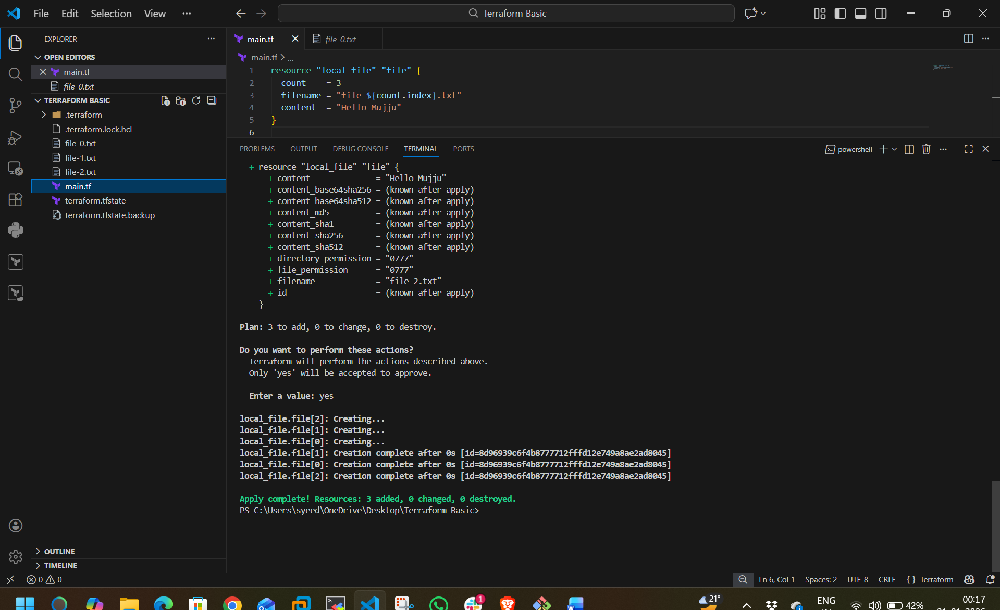 File Edit Selection View ···
Terraform Basic
EXPLORER
OPEN EDITORS
main.tf
file-0.txt
TERRAFORM BASIC
.terraform
.terraform.lock.hcl
file-0.txt
file-1.txt
file-2.txt
main.tf
terraform.tfstate
terraform.tfstate.backup
OUTLINE
TIMELINE
main.tf file-0.txt
main.tf > ...
1 resource "local_file" "file" {
2   count    = 3
3   filename = "file-${count.index}.txt"
4   content  = "Hello Mujju"
5 }
6
PROBLEMS OUTPUT DEBUG CONSOLE TERMINAL PORTS
powershell
+ resource "local_file" "file" {
    + content              = "Hello Mujju"
    + content_base64sha256 = (known after apply)
    + content_base64sha512 = (known after apply)
    + content_md5          = (known after apply)
    + content_sha1         = (known after apply)
    + content_sha256       = (known after apply)
    + content_sha512       = (known after apply)
    + directory_permission = "0777"
    + file_permission      = "0777"
    + filename             = "file-2.txt"
    + id                   = (known after apply)
  }
Plan: 3 to add, 0 to change, 0 to destroy.
Do you want to perform these actions?
  Terraform will perform the actions described above.
  Only 'yes' will be accepted to approve.
  Enter a value: yes
local_file.file[2]: Creating...
local_file.file[1]: Creating...
local_file.file[0]: Creating...
local_file.file[1]: Creation complete after 0s [id=8d96939c6f4b8777712fffd12e749a8ae2ad8045]
local_file.file[0]: Creation complete after 0s [id=8d96939c6f4b8777712fffd12e749a8ae2ad8045]
local_file.file[2]: Creation complete after 0s [id=8d96939c6f4b8777712fffd12e749a8ae2ad8045]
Apply complete! Resources: 3 added, 0 changed, 0 destroyed.
PS C:\Users\syeed\OneDrive\Desktop\Terraform Basic>
0 0
Ln 6, Col 1 Spaces: 2 UTF-8 CRLF {} Terraform
1
21°
ENG
42%
00:17